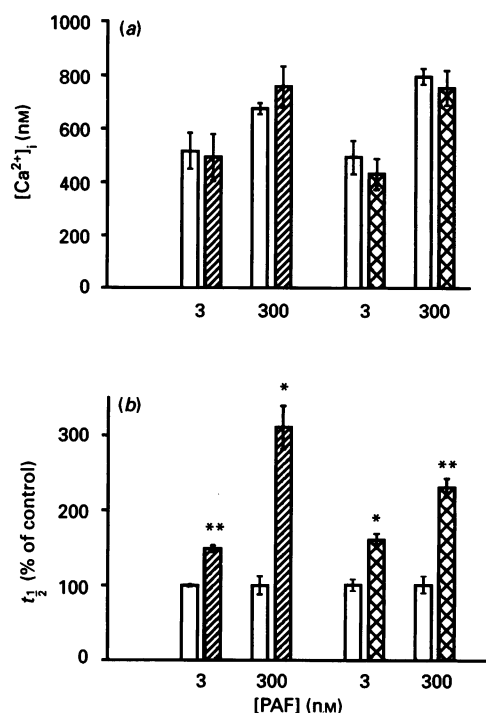 (a)
1000
800
600
400
200
0
[Ca²⁺]ᵢ (nM)
3 300 3 300
(b)
300
200
100
0
t½ (% of control)
** * * **
3 300 3 300
[PAF] (nM)